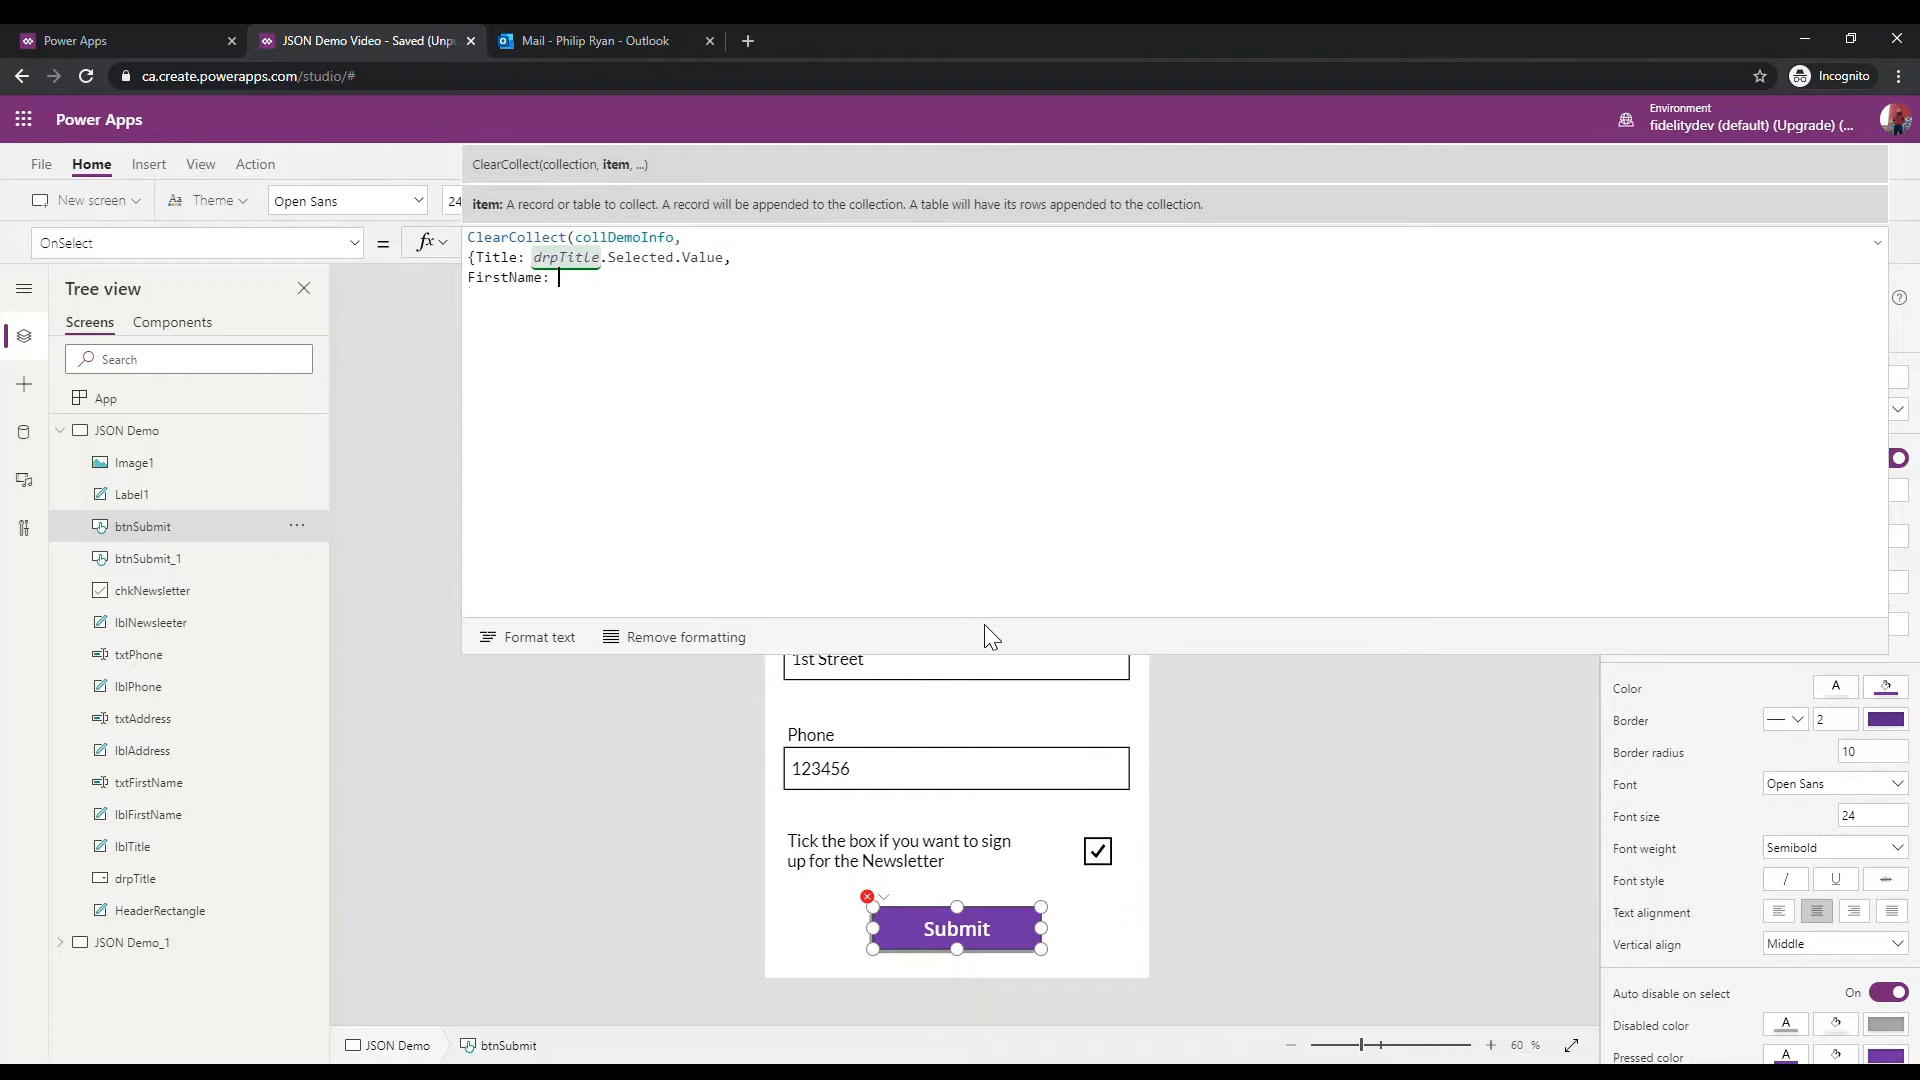 Power Apps
JSON Demo Video - Saved (Unpu
Mail - Philip Ryan - Outlook
ca.create.powerapps.com/studio/#
Incognito
Power Apps
Environment
fidelitydev (default) (Upgrade) (...
File Home Insert View Action
New screen
Theme
Open Sans
24
ClearCollect(collection, item, ...)
item: A record or table to collect. A record will be appended to the collection. A table will have its rows appended to the collection.
OnSelect
=
fx
ClearCollect(collDemoInfo,
{Title: drpTitle.Selected.Value,
FirstName:
Format text
Remove formatting
Tree view
Screens Components
Search
App
JSON Demo
Image1
Label1
btnSubmit
btnSubmit_1
chkNewsletter
lblNewsleeter
txtPhone
lblPhone
txtAddress
lblAddress
txtFirstName
lblFirstName
lblTitle
drpTitle
HeaderRectangle
JSON Demo_1
1st Street
Phone
123456
Tick the box if you want to sign
up for the Newsletter
Submit
JSON Demo
btnSubmit
60 %
Color
A
Border
2
Border radius
10
Font
Open Sans
Font size
24
Font weight
Semibold
Font style
/ U abc
Text alignment
Vertical align
Middle
Auto disable on select
On
Disabled color
A
Pressed color
A